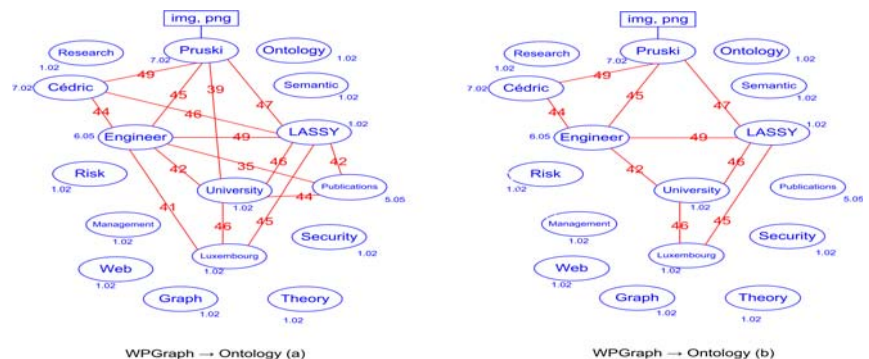 img, png
Research
1.02
Pruski
7.02
Ontology
1.02
7.02
Cédric
49
Semantic
1.02
44
45
46
39
47
1.02
6.05
Engineer
49
LASSY
Risk
1.02
42
35
46
42
University
1.02
44
Publications
5.05
41
46
45
Management
1.02
Luxembourg
1.02
Security
1.02
Web
1.02
Graph
1.02
Theory
1.02
WPGraph → Ontology (a)
img, png
Research
1.02
Pruski
7.02
Ontology
1.02
7.02
Cédric
49
Semantic
1.02
44
45
47
1.02
6.05
Engineer
49
LASSY
Risk
1.02
42
46
University
1.02
Publications
5.05
46
45
Management
1.02
Luxembourg
1.02
Security
1.02
Web
1.02
Graph
1.02
Theory
1.02
WPGraph → Ontology (b)